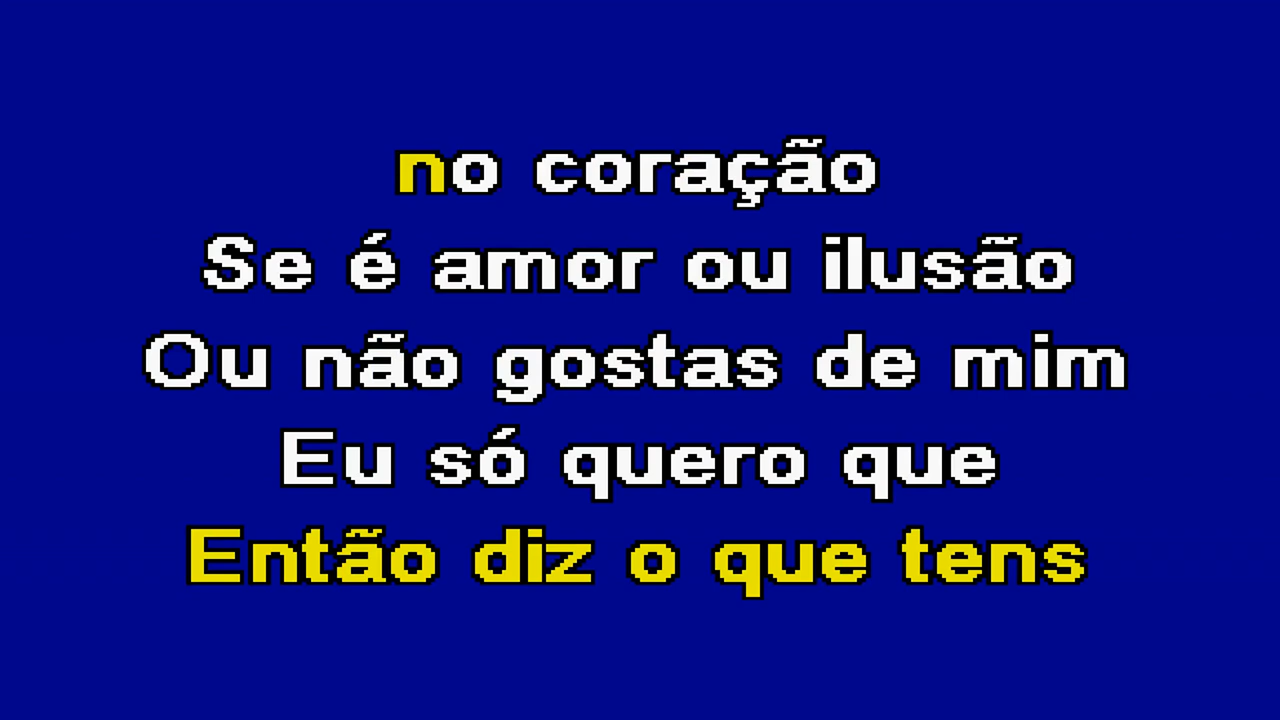 no coração
Se é amor ou ilusão
Ou não gostas de mim
Eu só quero que
Então diz o que tens